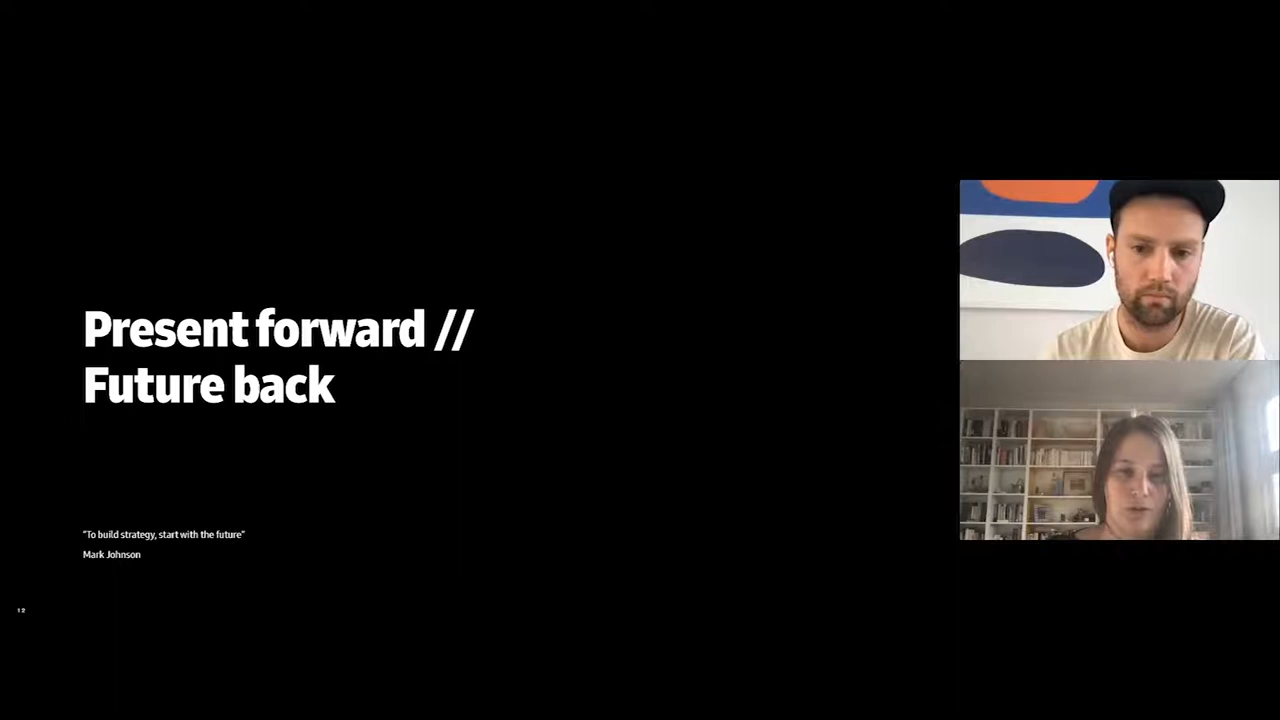 Present forward //
Future back
"To build strategy, start with the future"
Mark Johnson
12